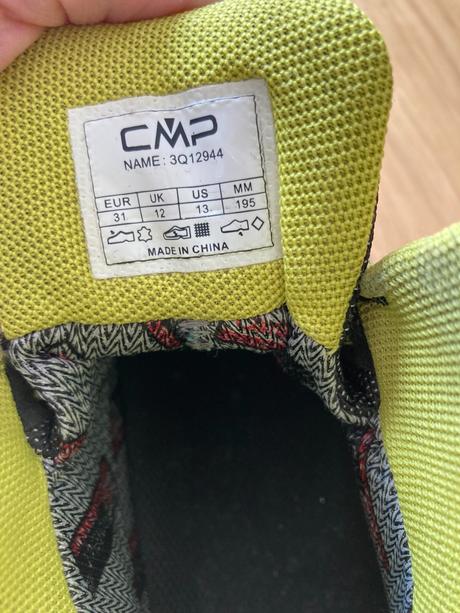 CMP
NAME: 3Q12944
EUR UK US MM
31 12 13 195
MADE IN CHINA